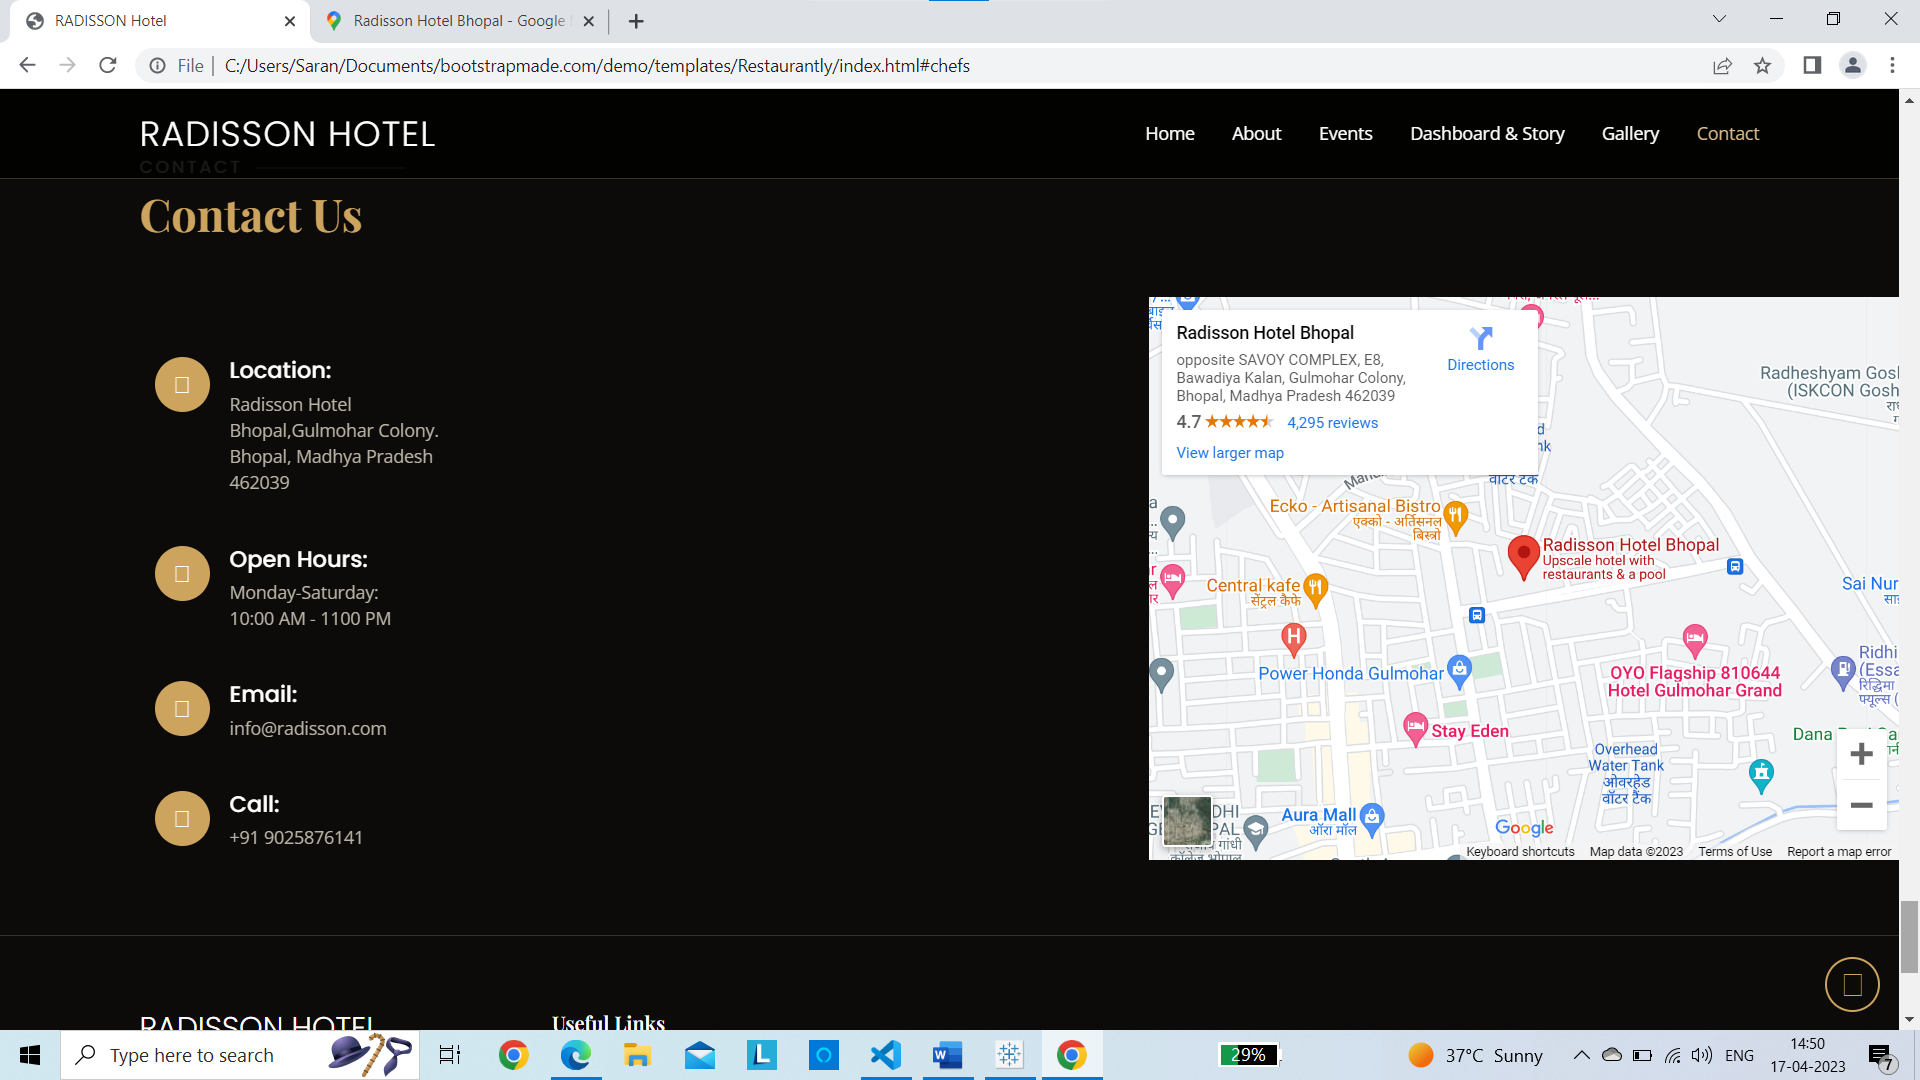 RADISSON Hotel
Radisson Hotel Bhopal - Google
File
C:/Users/Saran/Documents/bootstrapmade.com/demo/templates/Restaurantly/index.html#chefs
RADISSON HOTEL
Home
About
Events
Dashboard & Story
Gallery
Contact
CONTACT
Contact Us
Location:
Radisson Hotel
Bhopal,Gulmohar Colony.
Bhopal, Madhya Pradesh
462039
Open Hours:
Monday-Saturday:
10:00 AM - 1100 PM
Email:
info@radisson.com
Call:
+91 9025876141
Radisson Hotel Bhopal
opposite SAVOY COMPLEX, E8,
Bawadiya Kalan, Gulmohar Colony,
Bhopal, Madhya Pradesh 462039
4.7
4,295 reviews
View larger map
Directions
Radheshyam Gosh
(ISKCON Gosh
वाटर टैंक
Ecko - Artisanal Bistro
एक्को - अर्तिसनल
बिस्त्रो
Radisson Hotel Bhopal
Upscale hotel with
restaurants & a pool
Central kafe
सेंट्रल कैफे
Sai Nur
H
Power Honda Gulmohar
OYO Flagship 810644
Hotel Gulmohar Grand
Ridhi
(Essa
रिद्धिमा
फ्यूल्स (
Stay Eden
Overhead
Water Tank
ओवरहेड
वॉटर टैंक
Aura Mall
ऑरा मॉल
Google
Keyboard shortcuts
Map data ©2023
Terms of Use
Report a map error
RADISSON HOTEL
Useful Links
Type here to search
29%
37°C Sunny
ENG
14:50
17-04-2023
7